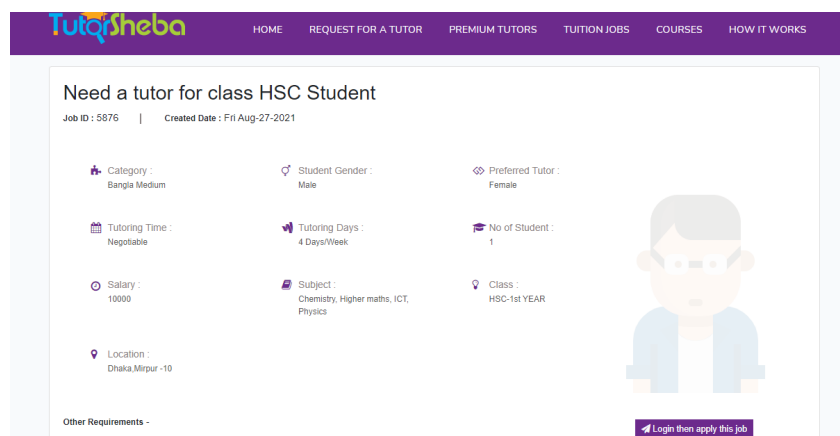 TutorSheba HOME REQUEST FOR A TUTOR PREMIUM TUTORS TUITION JOBS COURSES HOW IT WORKS
Need a tutor for class HSC Student
Job ID : 5876 | Created Date : Fri Aug-27-2021
Category : Student Gender : Preferred Tutor :
Bangla Medium Male Female
Tutoring Time : Tutoring Days : No of Student :
Negotiable 4 Days/Week 1
Salary : Subject : Class :
10000 Chemistry, Higher maths, ICT, HSC-1st YEAR
Physics
Location :
Dhaka,Mirpur -10
Other Requirements -
Login then apply this job